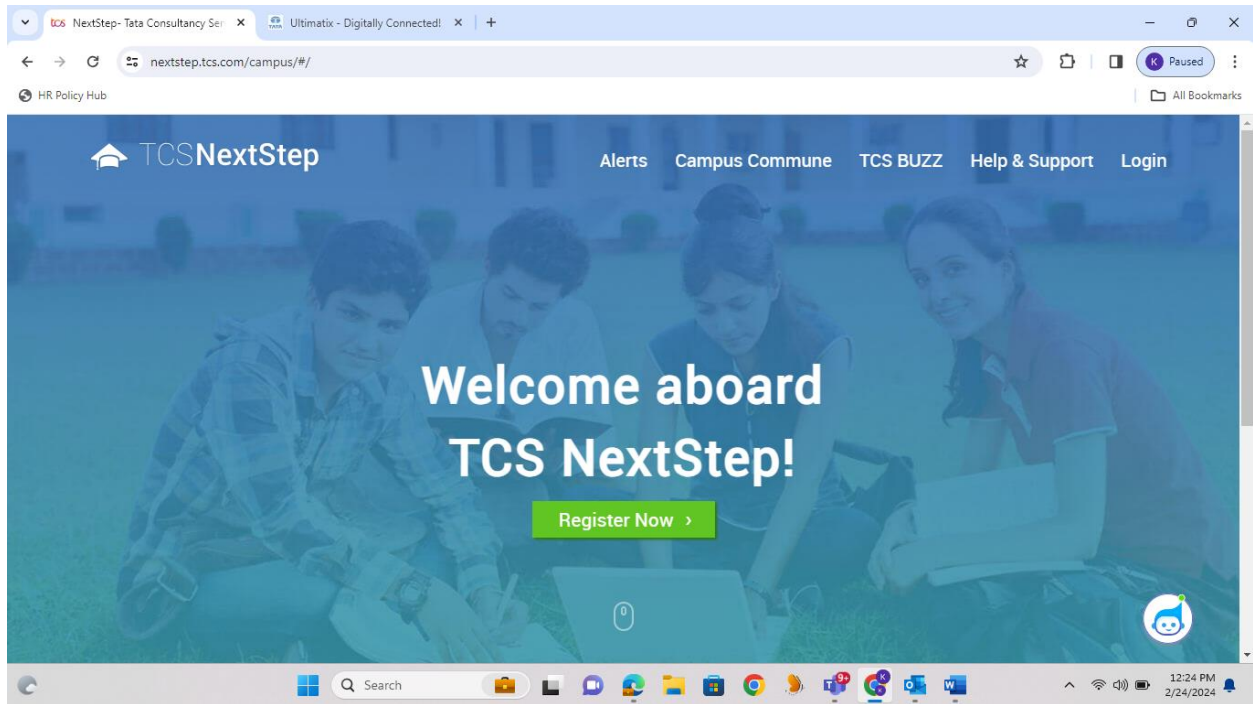 tcs NextStep- Tata Consultancy Ser
TATA Ultimatix - Digitally Connected!
nextstep.tcs.com/campus/#/
K Paused
HR Policy Hub
All Bookmarks
TCSNextStep
Alerts Campus Commune TCS BUZZ Help & Support Login
Welcome aboard
TCS NextStep!
Register Now ›
Search
9+
12:24 PM
2/24/2024